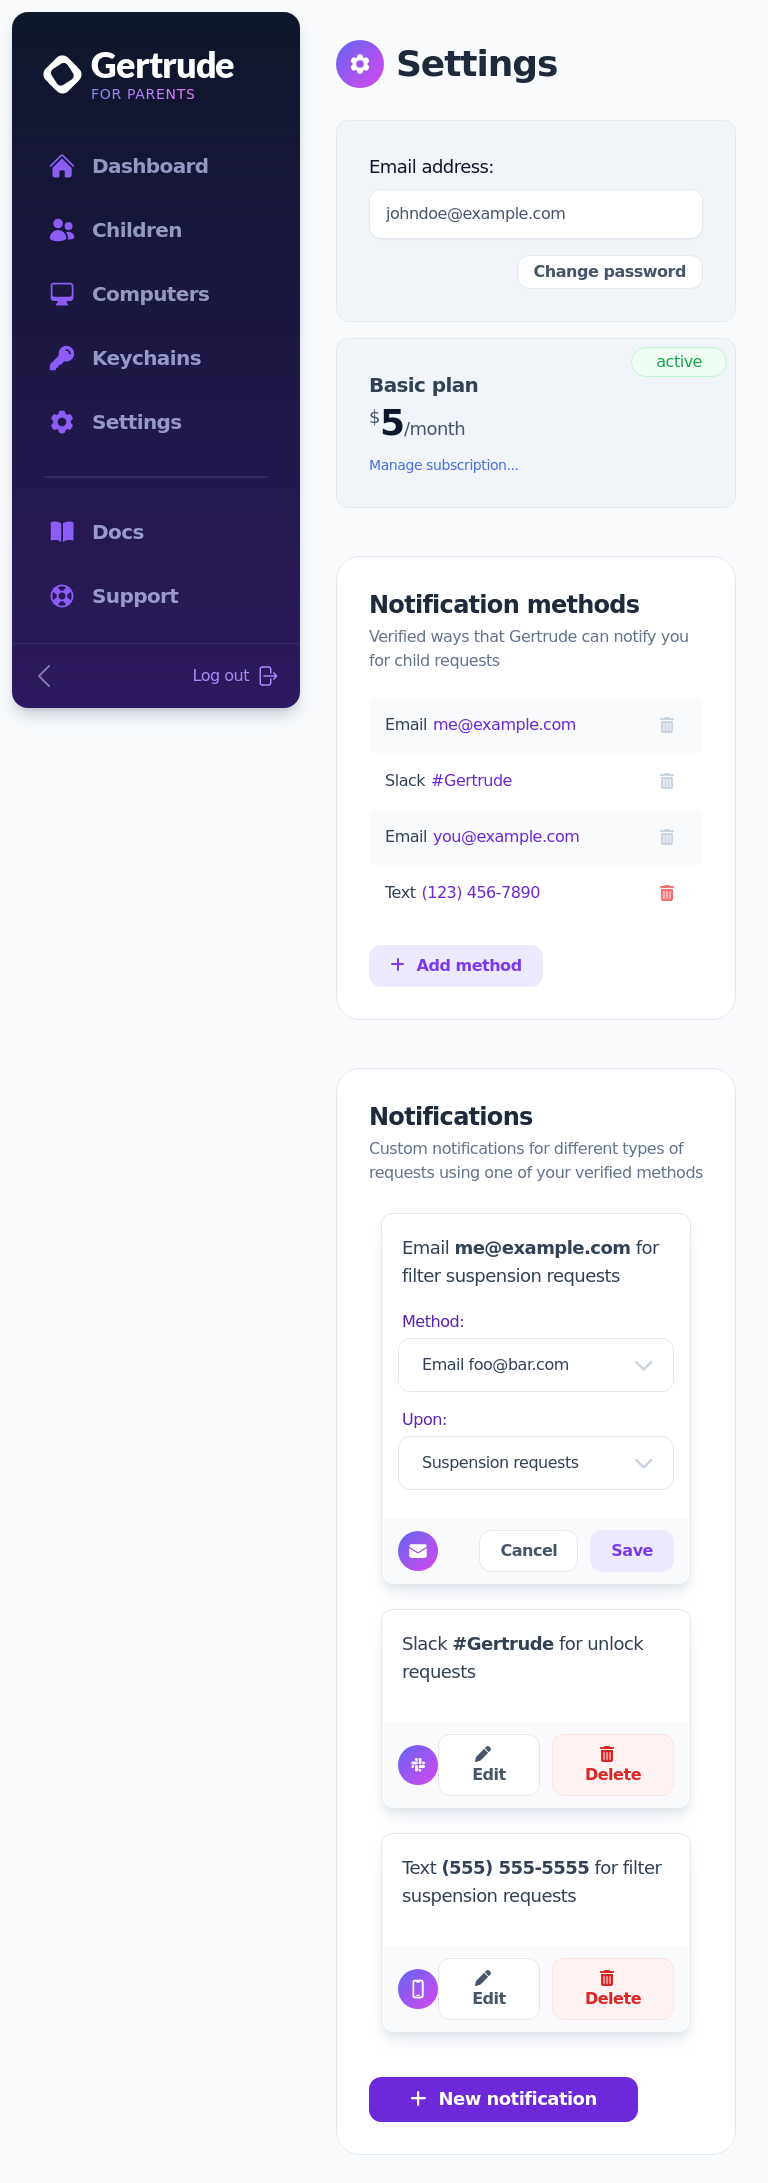 Gertrude
FOR PARENTS
Dashboard
Children
Computers
Keychains
Settings
Docs
Support
Log out
Settings
Email address:
johndoe@example.com
Change password
active
Basic plan
$5/month
Manage subscription...
Notification methods
Verified ways that Gertrude can notify you
for child requests
Email me@example.com
Slack #Gertrude
Email you@example.com
Text (123) 456-7890
+ Add method
Notifications
Custom notifications for different types of
requests using one of your verified methods
Email me@example.com for
filter suspension requests
Method:
Email foo@bar.com
Upon:
Suspension requests
Cancel
Save
Slack #Gertrude for unlock
requests
Edit
Delete
Text (555) 555-5555 for filter
suspension requests
Edit
Delete
+ New notification